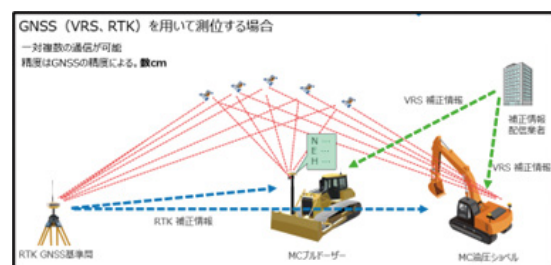 GNSS（VRS、RTK）を用いて測位する場合
一対複数の通信が可能
精度はGNSSの精度による。数cm
VRS 補正情報
補正情報
配信業者
N ---
E ---
H ---
VRS 補正情報
RTK 補正情報
RTK GNSS基準局
MCブルドーザー
MC油圧ショベル